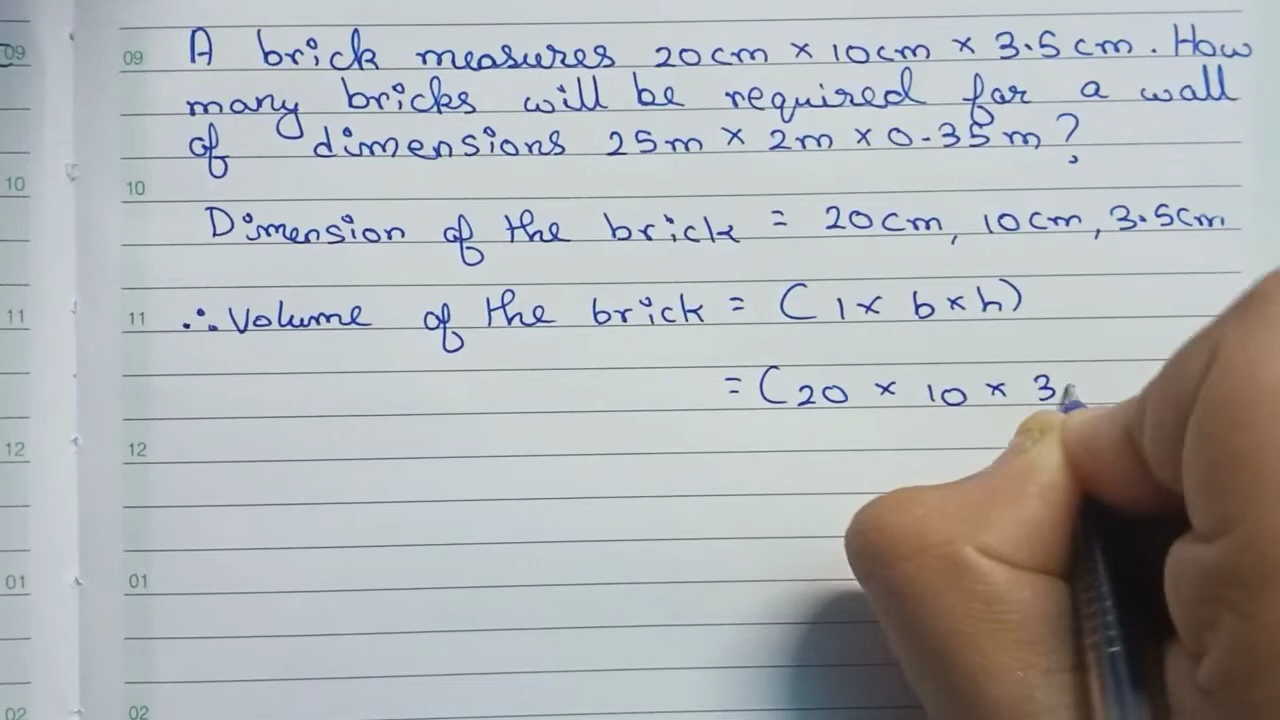 09
09
A brick measures 20cm × 10cm × 3.5cm. How
many bricks will be required for a wall
of dimensions 25m × 2m × 0.35m?
10
10
Dimension of the brick = 20cm, 10cm, 3.5cm
11
11
∴ Volume of the brick = (l × b × h)
= (20 × 10 × 3
12
12
01
01
02
02